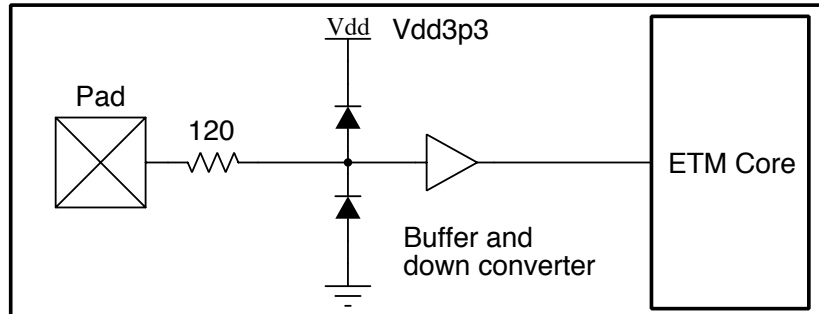 Vdd Vdd3p3
Pad
120
ETM Core
Buffer and
down converter